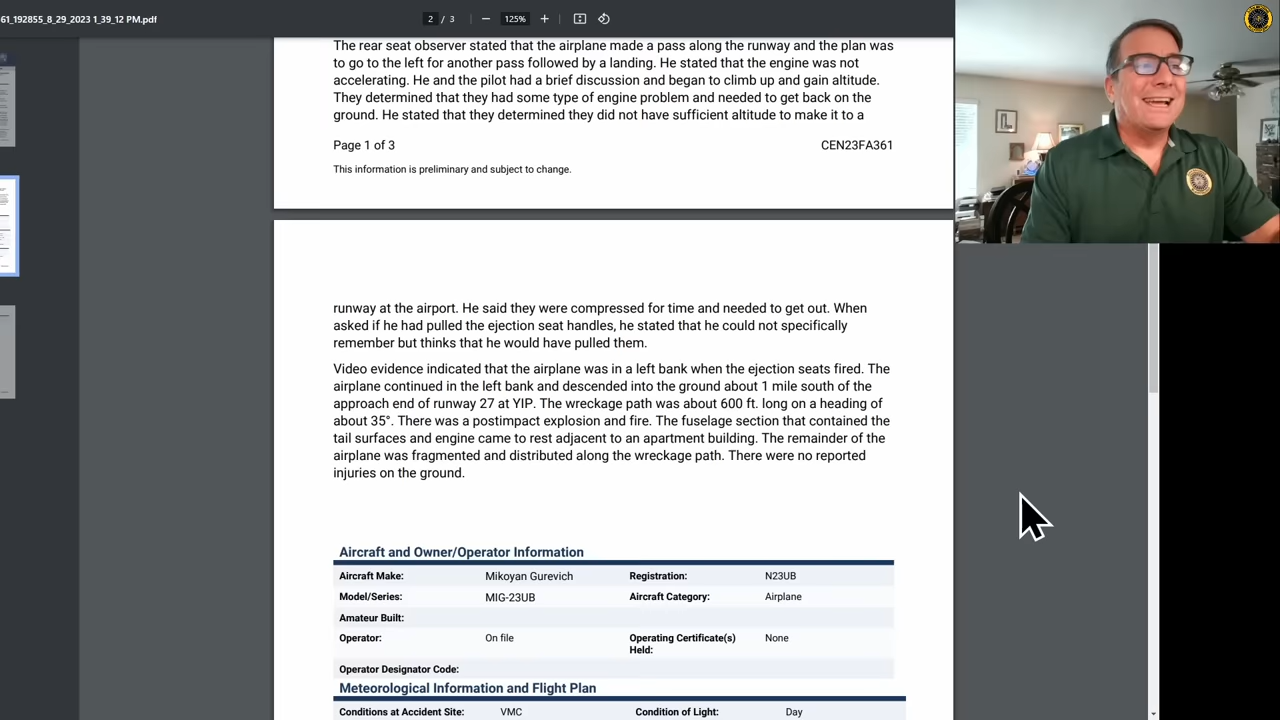 61_192855_8_29_2023 1_39_12 PM.pdf
2 / 3
125%
The rear seat observer stated that the airplane made a pass along the runway and the plan was
to go to the left for another pass followed by a landing. He stated that the engine was not
accelerating. He and the pilot had a brief discussion and began to climb up and gain altitude.
They determined that they had some type of engine problem and needed to get back on the
ground. He stated that they determined they did not have sufficient altitude to make it to a
Page 1 of 3 CEN23FA361
This information is preliminary and subject to change.
runway at the airport. He said they were compressed for time and needed to get out. When
asked if he had pulled the ejection seat handles, he stated that he could not specifically
remember but thinks that he would have pulled them.
Video evidence indicated that the airplane was in a left bank when the ejection seats fired. The
airplane continued in the left bank and descended into the ground about 1 mile south of the
approach end of runway 27 at YIP. The wreckage path was about 600 ft. long on a heading of
about 35°. There was a postimpact explosion and fire. The fuselage section that contained the
tail surfaces and engine came to rest adjacent to an apartment building. The remainder of the
airplane was fragmented and distributed along the wreckage path. There were no reported
injuries on the ground.
Aircraft and Owner/Operator Information
Aircraft Make: Mikoyan Gurevich Registration: N23UB
Model/Series: MIG-23UB Aircraft Category: Airplane
Amateur Built:
Operator: On file Operating Certificate(s)
Held: None
Operator Designator Code:
Meteorological Information and Flight Plan
Conditions at Accident Site: VMC Condition of Light: Day